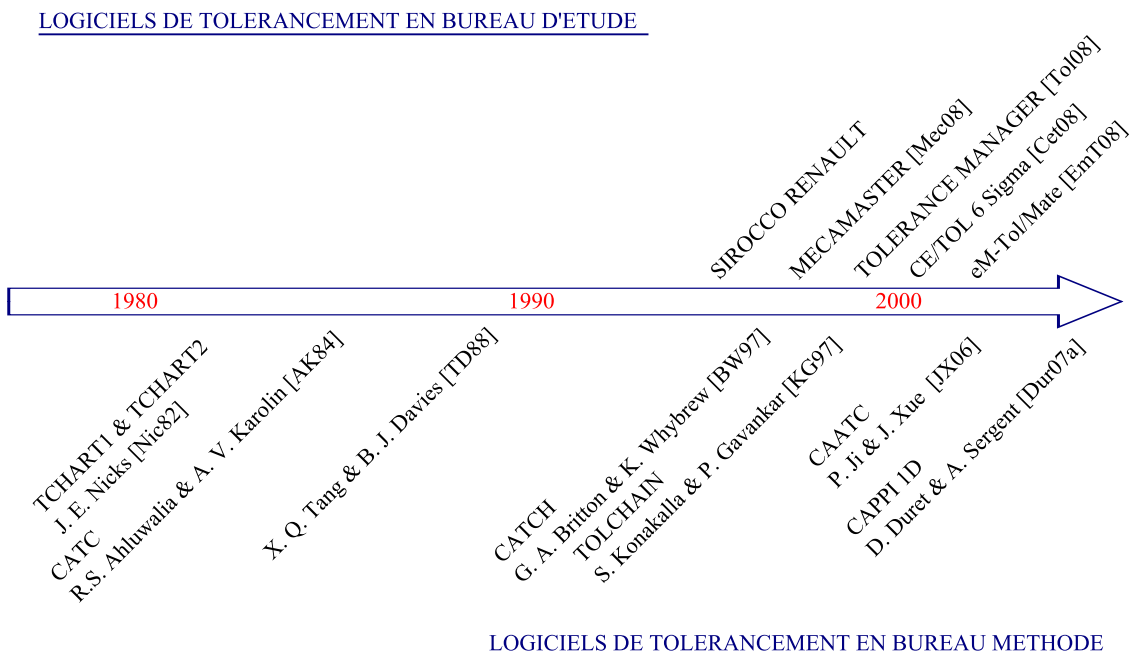 LOGICIELS DE TOLERANCEMENT EN BUREAU D'ETUDE
SIROCCO RENAULT
MECAMASTER [Mec08]
TOLERANCE MANAGER [Tol08]
CE/TOL 6 Sigma [Cet08]
eM-Tol/Mate [EmT08]
1980
1990
2000
TCHART1 & TCHART2
J. E. Nicks [Nic82]
CATC
R.S. Ahluwalia & A. V. Karolin [AK84]
X. Q. Tang & B. J. Davies [TD88]
CATCH
G. A. Britton & K. Whybrew [BW97]
TOLCHAIN
S. Konakalla & P. Gavankar [KG97]
CAATC
P. Ji & J. Xue [JX06]
CAPPI 1D
D. Duret & A. Sergent [Dur07a]
LOGICIELS DE TOLERANCEMENT EN BUREAU METHODE